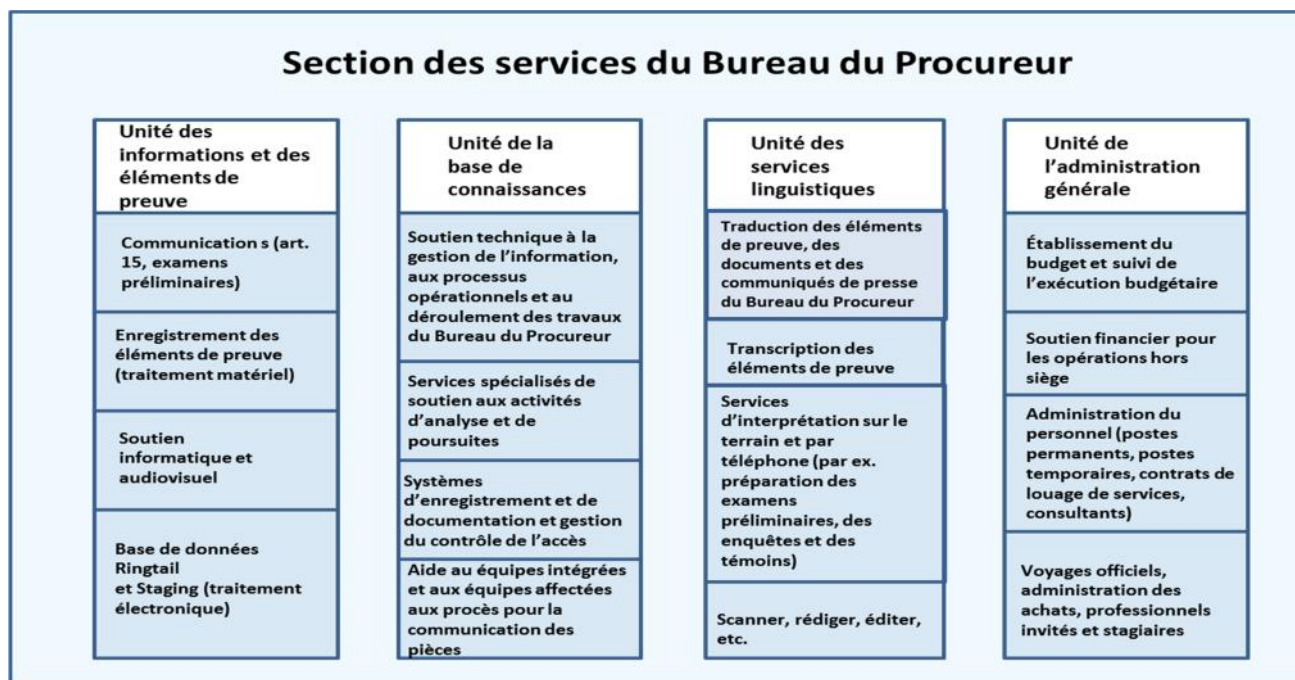 Section des services du Bureau du Procureur
Unité des
informations et des
éléments de
preuve
Communication s (art.
15, examens
préliminaires)
Enregistrement des
éléments de preuve
(traitement matériel)
Soutien
informatique et
audiovisuel
Base de données
Ringtail
et Staging (traitement
électronique)
Unité de la
base de
connaissances
Soutien technique à la
gestion de l'information,
aux processus
opérationnels et au
déroulement des travaux
du Bureau du Procureur
Services spécialisés de
soutien aux activités
d'analyse et de
poursuites
Systèmes
d'enregistrement et de
documentation et gestion
du contrôle de l'accès
Aide au équipes intégrées
et aux équipes affectées
aux procès pour la
communication des
pièces
Unité des
services
linguistiques
Traduction des éléments
de preuve, des
documents et des
communiqués de presse
du Bureau du Procureur
Transcription des
éléments de preuve
Services
d'interprétation sur le
terrain et par
téléphone (par ex.
préparation des
examens
préliminaires, des
enquêtes et des
témoins)
Scanner, rédiger, éditer,
etc.
Unité de
l'administration
générale
Établissement du
budget et suivi de
l'exécution budgétaire
Soutien financier pour
les opérations hors
siège
Administration du
personnel (postes
permanents, postes
temporaires, contrats de
louage de services,
consultants)
Voyages officiels,
administration des
achats, professionnels
invités et stagiaires